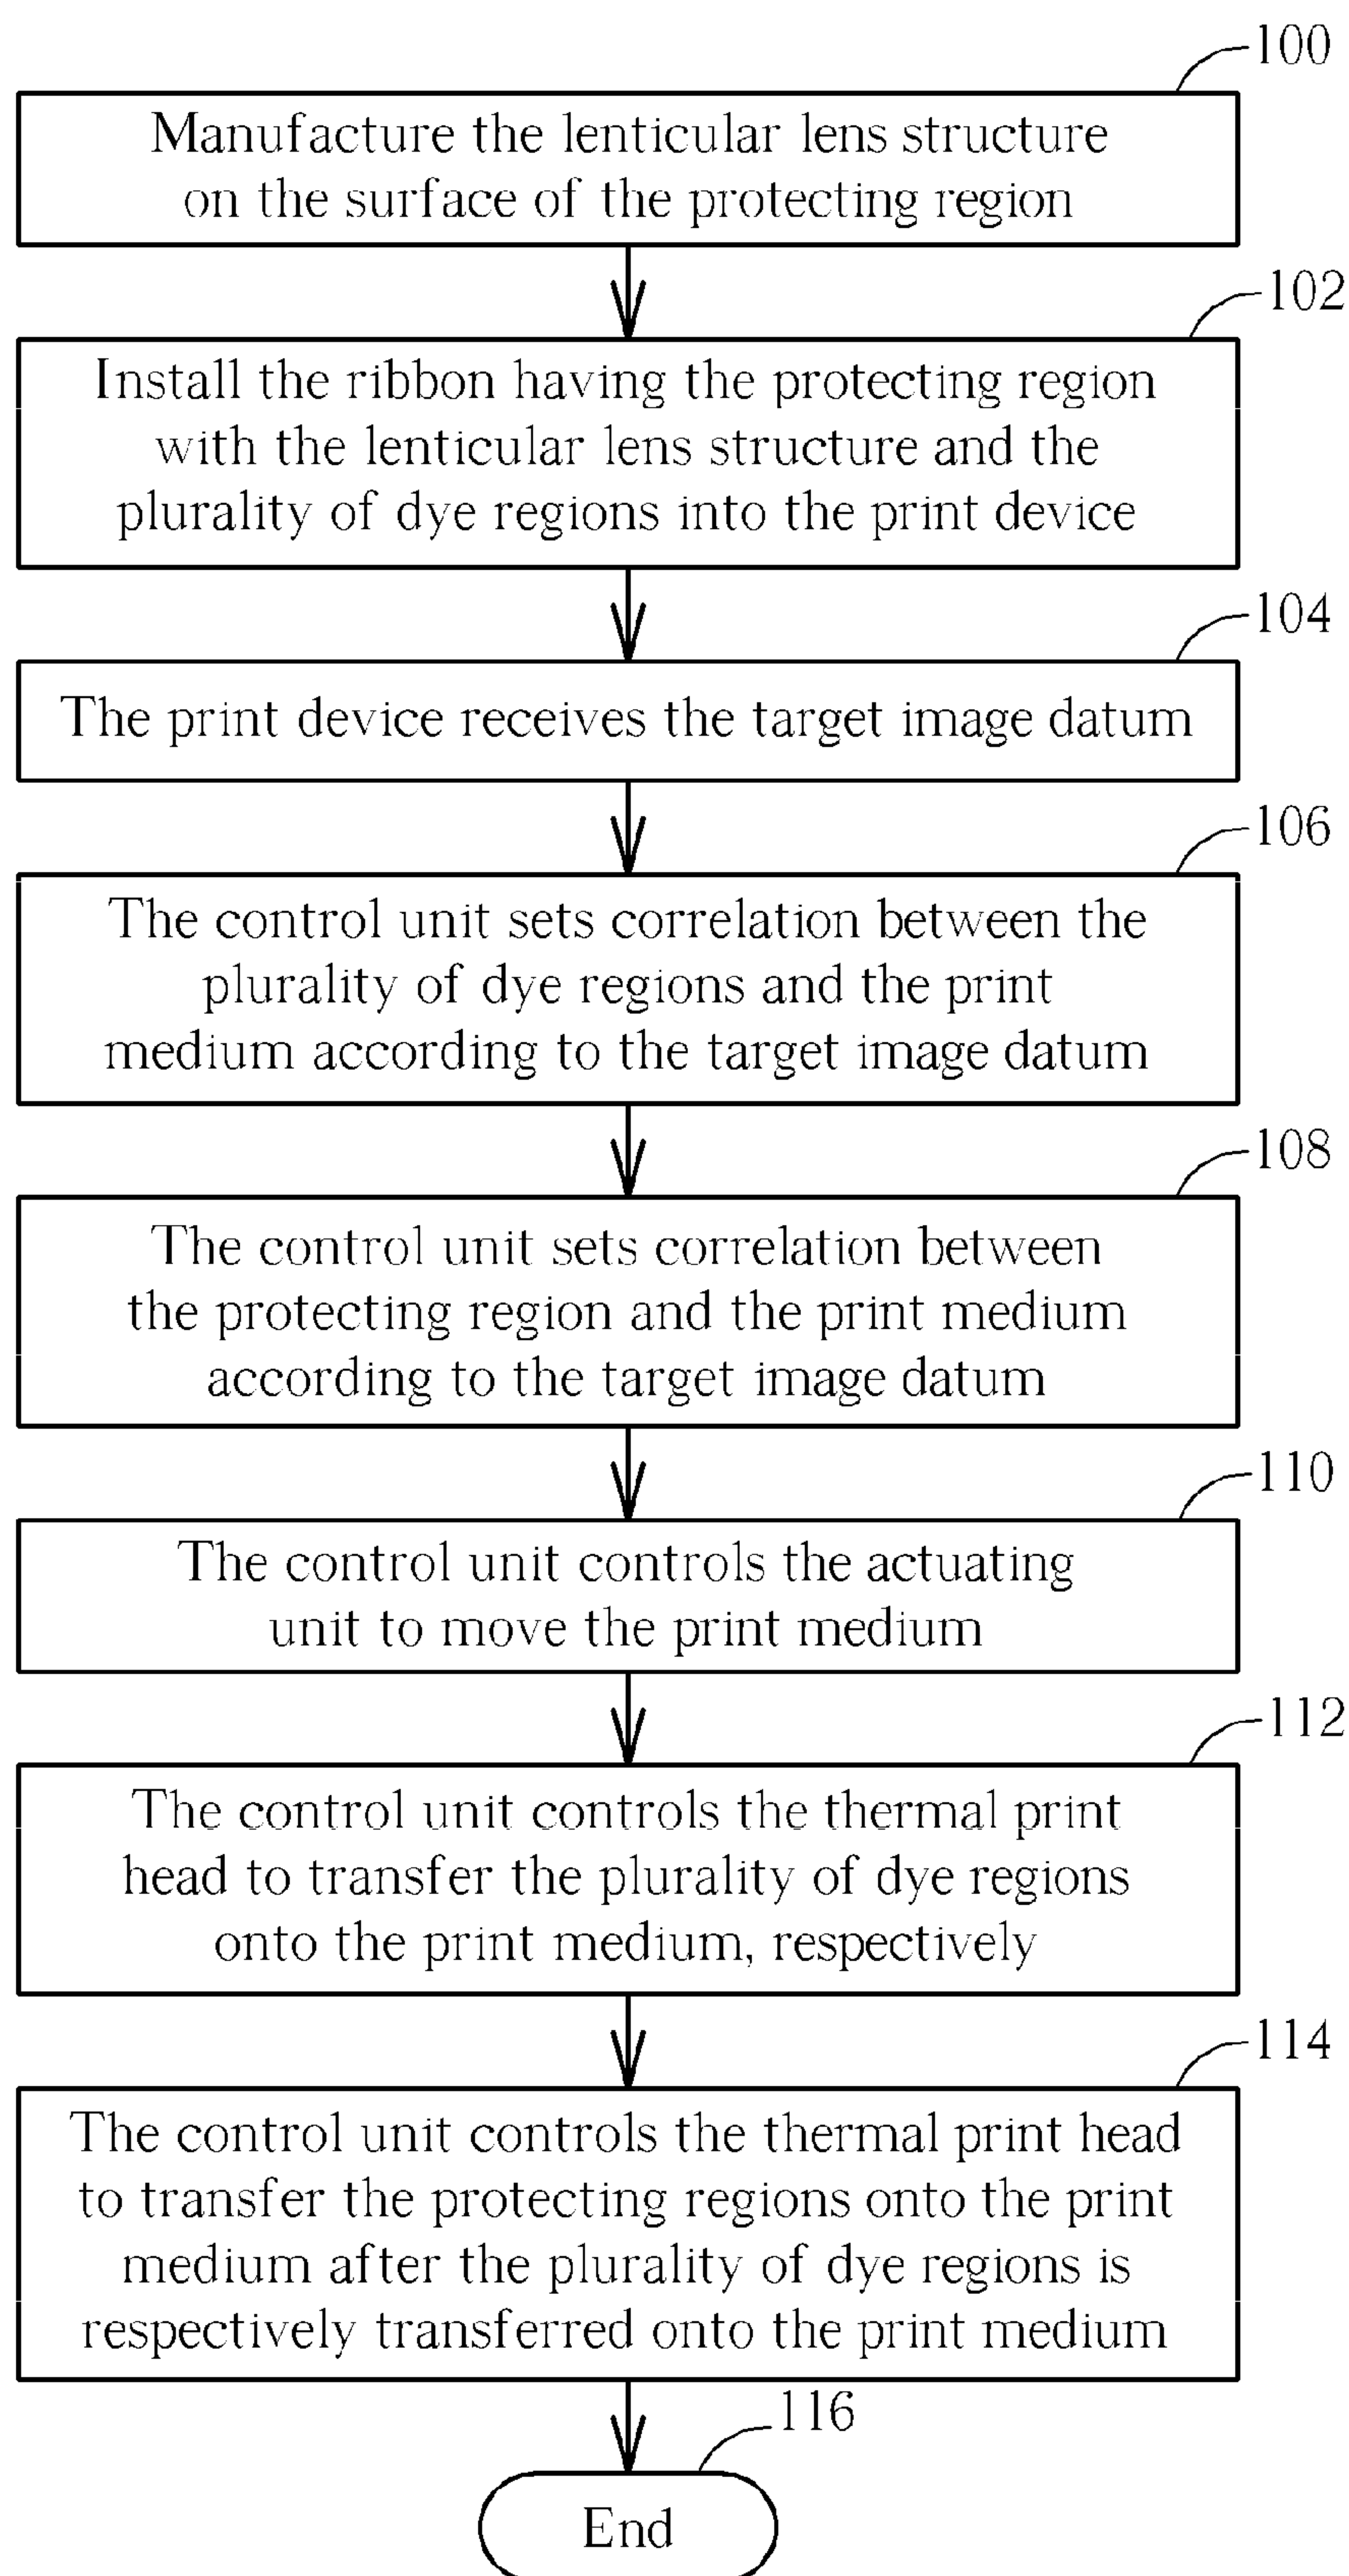 100
Manufacture the lenticular lens structure
on the surface of the protecting region
102
Install the ribbon having the protecting region
with the lenticular lens structure and the
plurality of dye regions into the print device
104
The print device receives the target image datum
106
The control unit sets correlation between the
plurality of dye regions and the print
medium according to the target image datum
108
The control unit sets correlation between
the protecting region and the print medium
according to the target image datum
110
The control unit controls the actuating
unit to move the print medium
112
The control unit controls the thermal print
head to transfer the plurality of dye regions
onto the print medium, respectively
114
The control unit controls the thermal print head
to transfer the protecting regions onto the print
medium after the plurality of dye regions is
respectively transferred onto the print medium
116
End